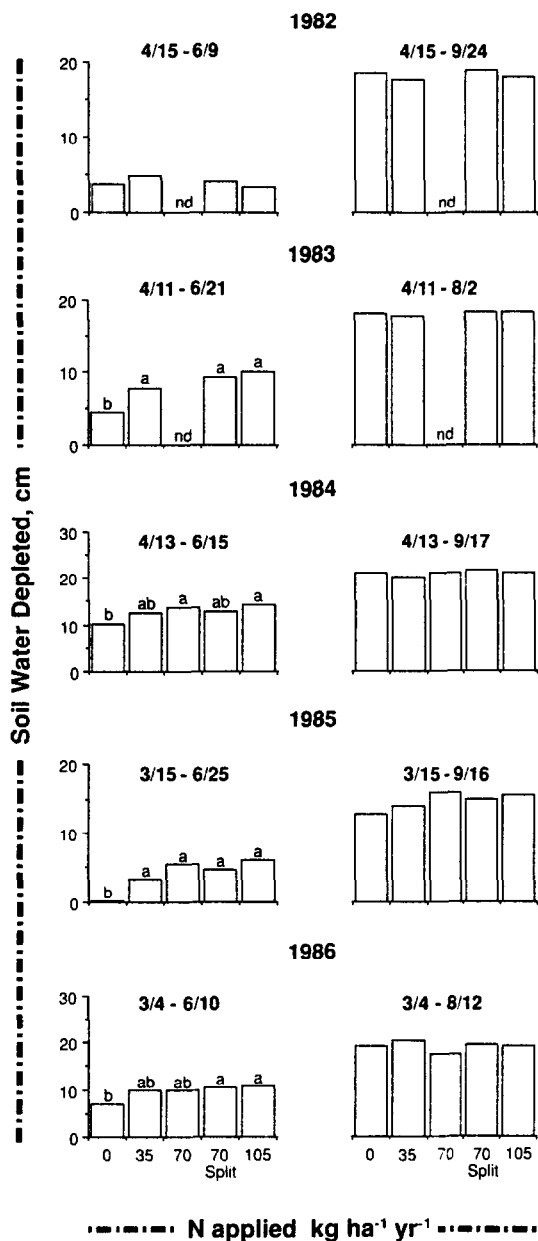 1982
4/15 - 6/9
4/15 - 9/24
20
10
0
nd
nd
1983
4/11 - 6/21
4/11 - 8/2
20
10
0
b
a
nd
a
a
nd
1984
4/13 - 6/15
4/13 - 9/17
30
20
10
0
b
ab
a
ab
a
1985
3/15 - 6/25
3/15 - 9/16
20
10
0
b
a
a
a
a
1986
3/4 - 6/10
3/4 - 8/12
30
20
10
0
b
ab
ab
a
a
0 35 70 70 105
Split
0 35 70 70 105
Split
Soil Water Depleted, cm
N applied kg ha⁻¹ yr⁻¹